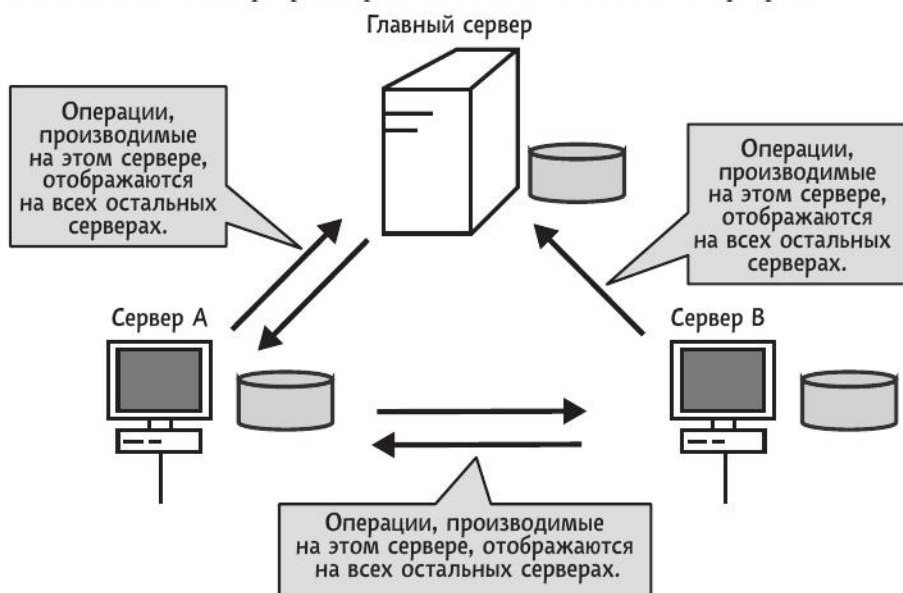 Главный сервер
Операции,
производимые
на этом сервере,
отображаются
на всех остальных
серверах.
Операции,
производимые
на этом сервере,
отображаются
на всех остальных
серверах.
Сервер А
Сервер В
Операции, производимые
на этом сервере, отображаются
на всех остальных серверах.